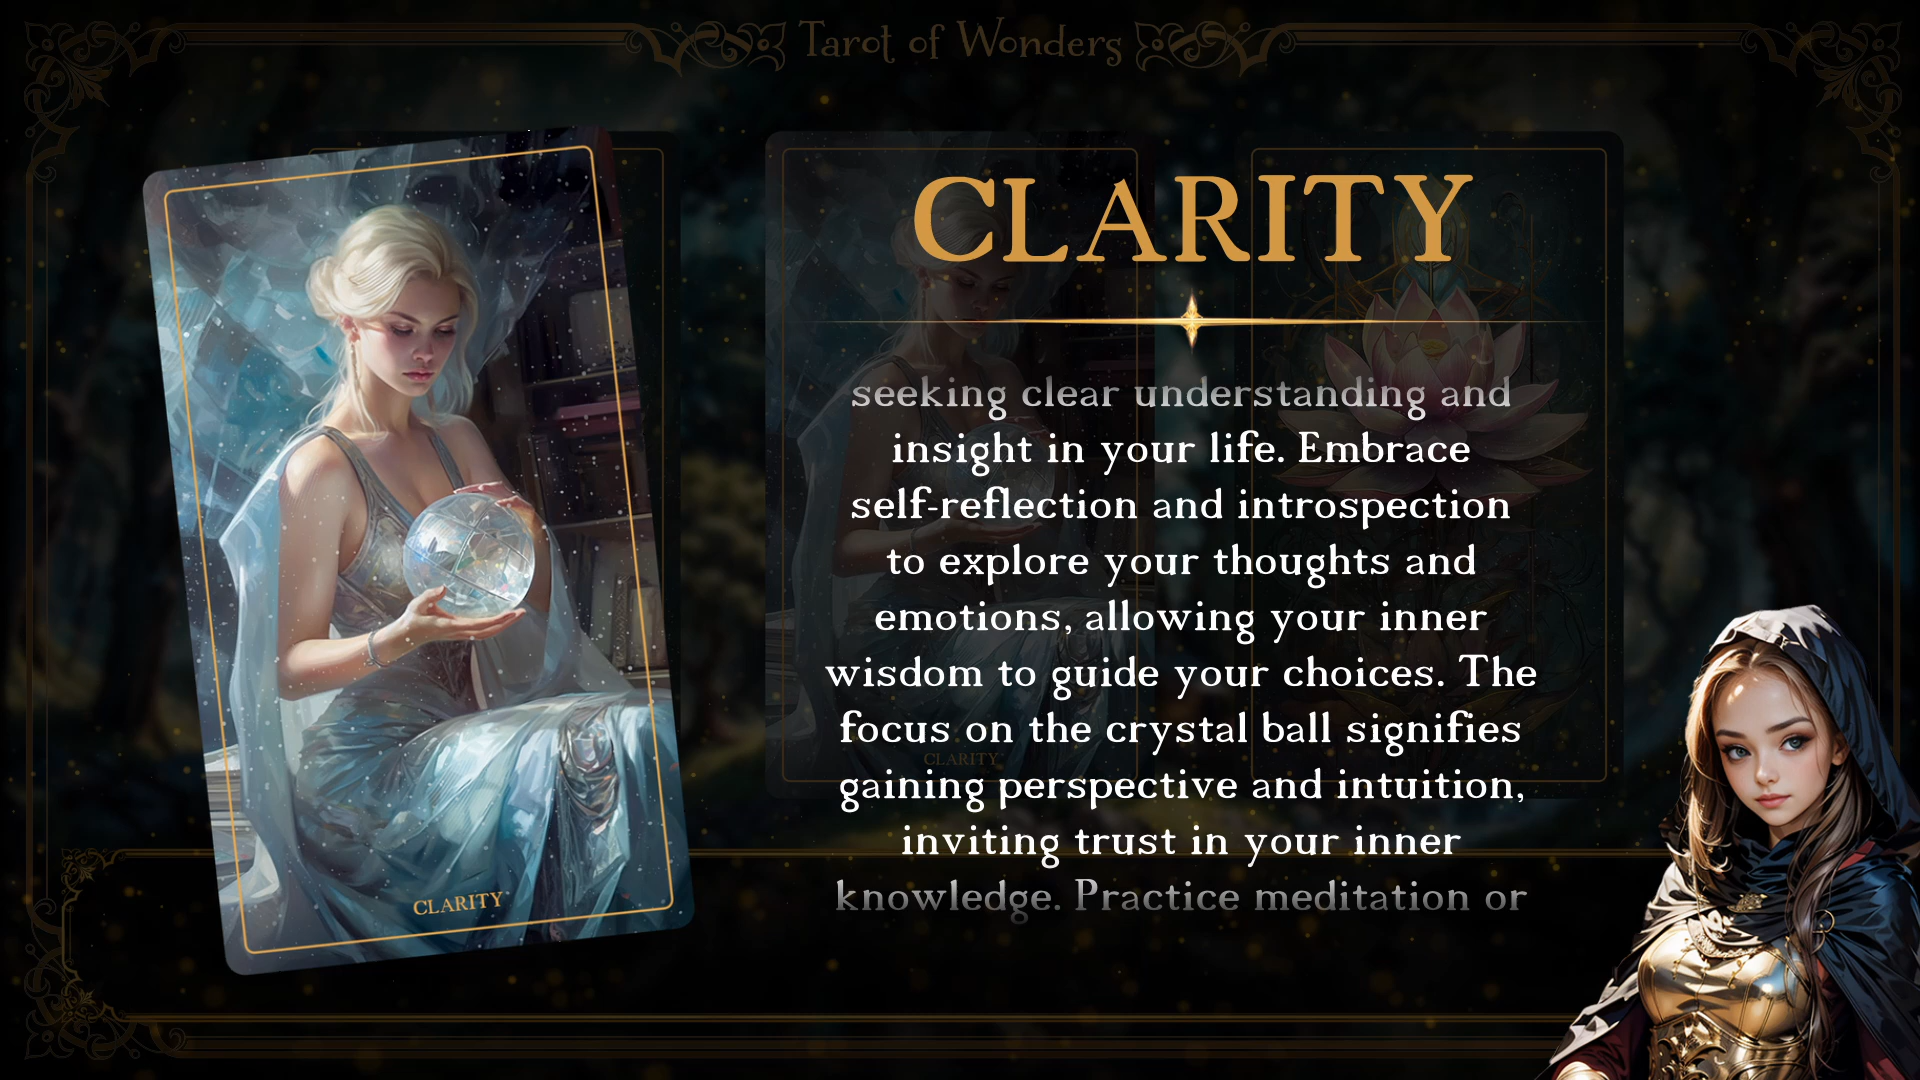 Tarot of Wonders
CLARITY
seeking clear understanding and
insight in your life. Embrace
self-reflection and introspection
to explore your thoughts and
emotions, allowing your inner
wisdom to guide your choices. The
focus on the crystal ball signifies
gaining perspective and intuition,
inviting trust in your inner
knowledge. Practice meditation or
CLARITY
CLARITY